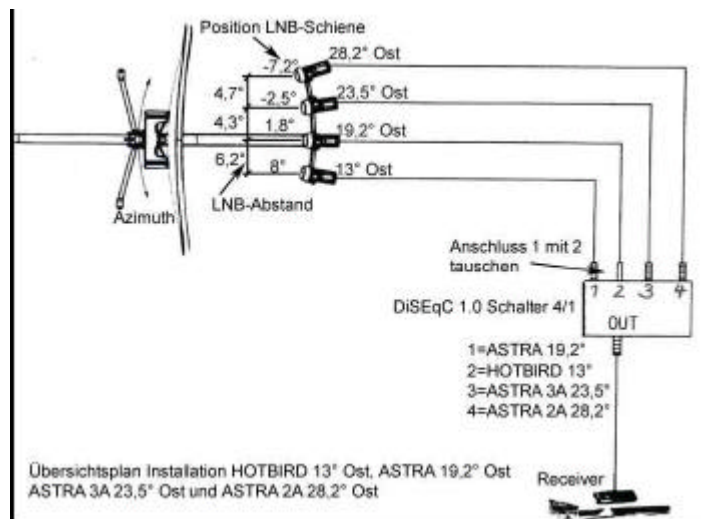 Position LNB-Schiene
28,2° Ost
-7,2°
4,7°
-2,5°
23,5° Ost
4,3°
1,8°
19,2° Ost
6,2°
8°
13° Ost
LNB-Abstand
Azimuth
Anschluss 1 mit 2
tauschen
1 2 3 4
DiSEqC 1.0 Schalter 4/1
OUT
1=ASTRA 19,2°
2=HOTBIRD 13°
3=ASTRA 3A 23,5°
4=ASTRA 2A 28,2°
Übersichtsplan Installation HOTBIRD 13° Ost, ASTRA 19,2° Ost
ASTRA 3A 23,5° Ost und ASTRA 2A 28,2° Ost
Receiver